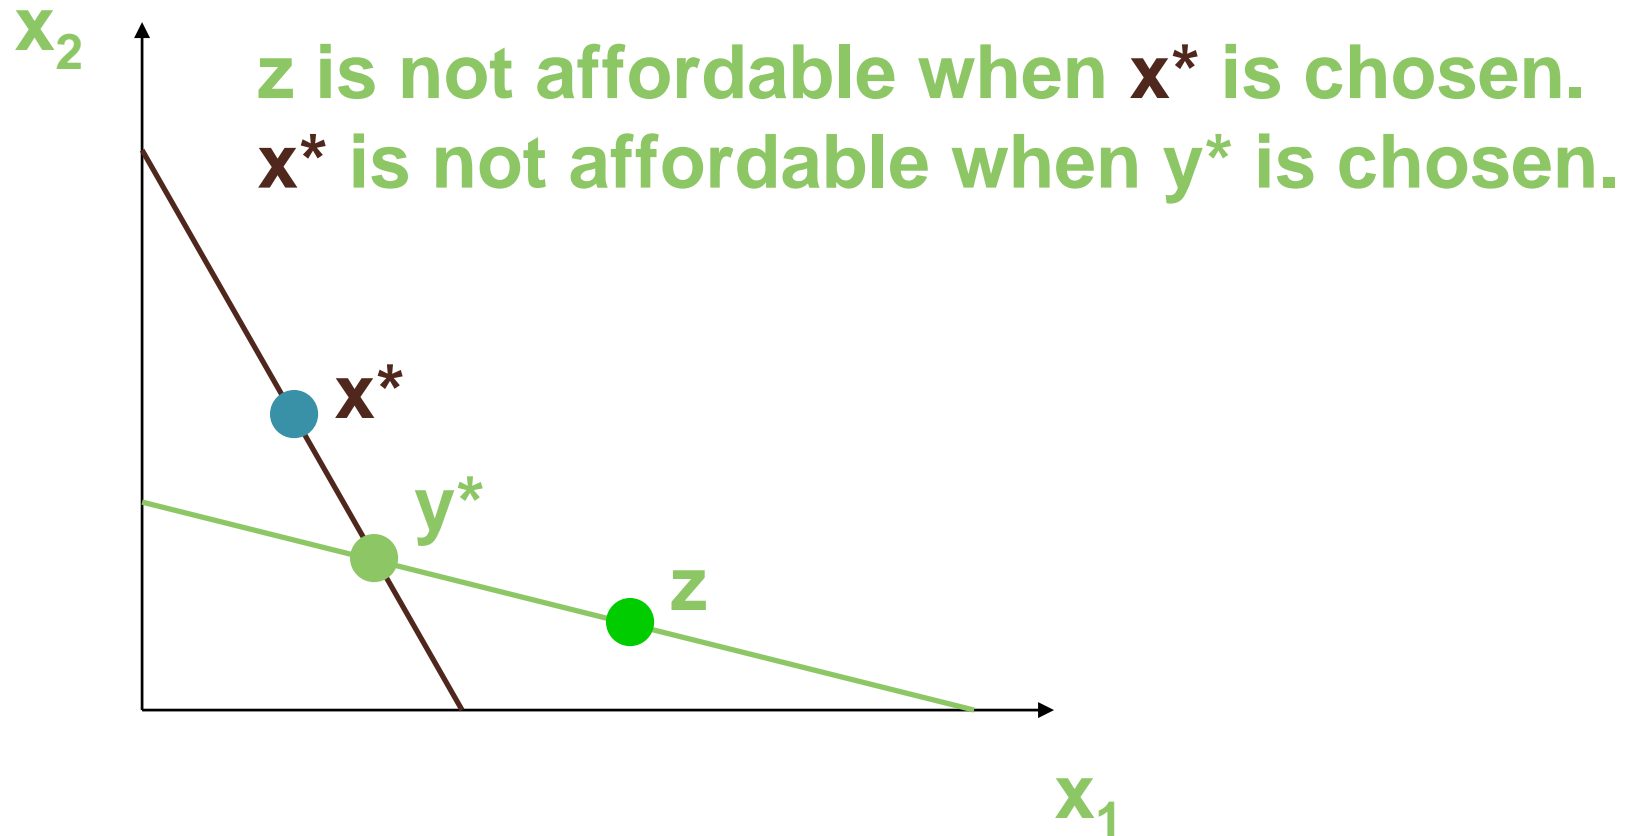 x₂
z is not affordable when x* is chosen.
x* is not affordable when y* is chosen.
x*
y*
z
x₁